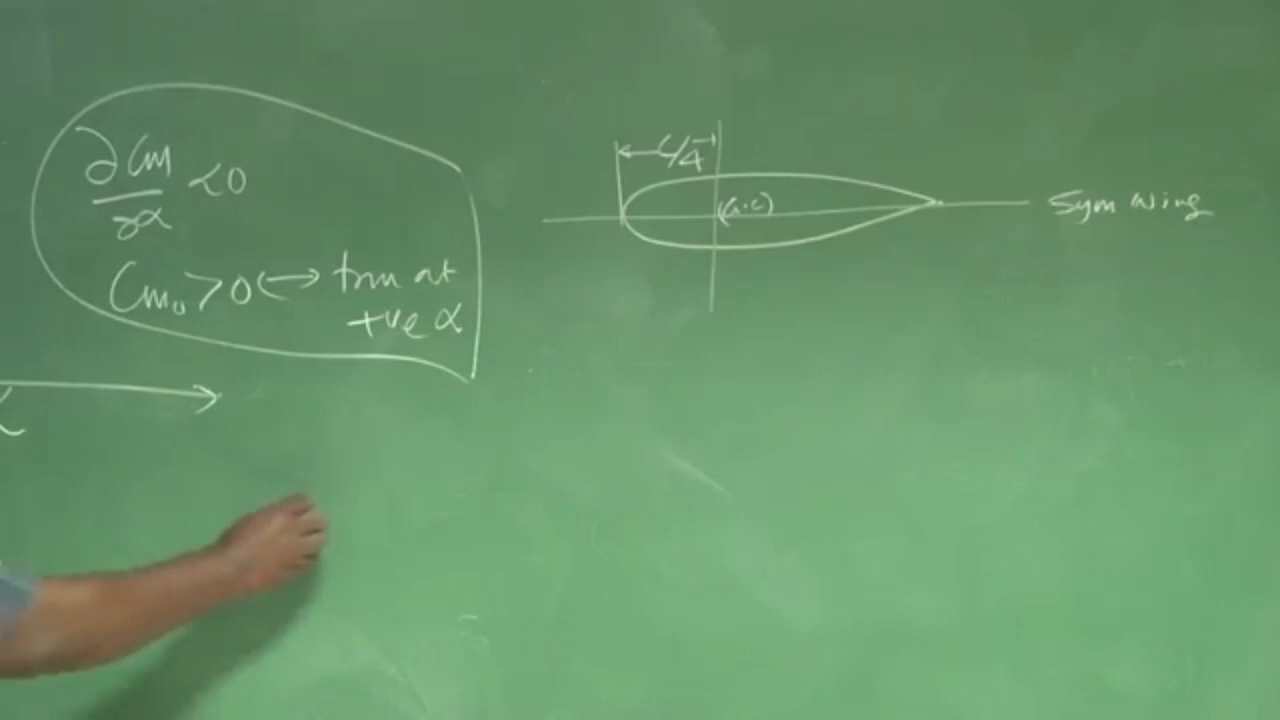 ∂Cm/∂α <0
Cm₀ >0 ↔ trim at
+ve α
C/4
(a.c)
Sym Wing